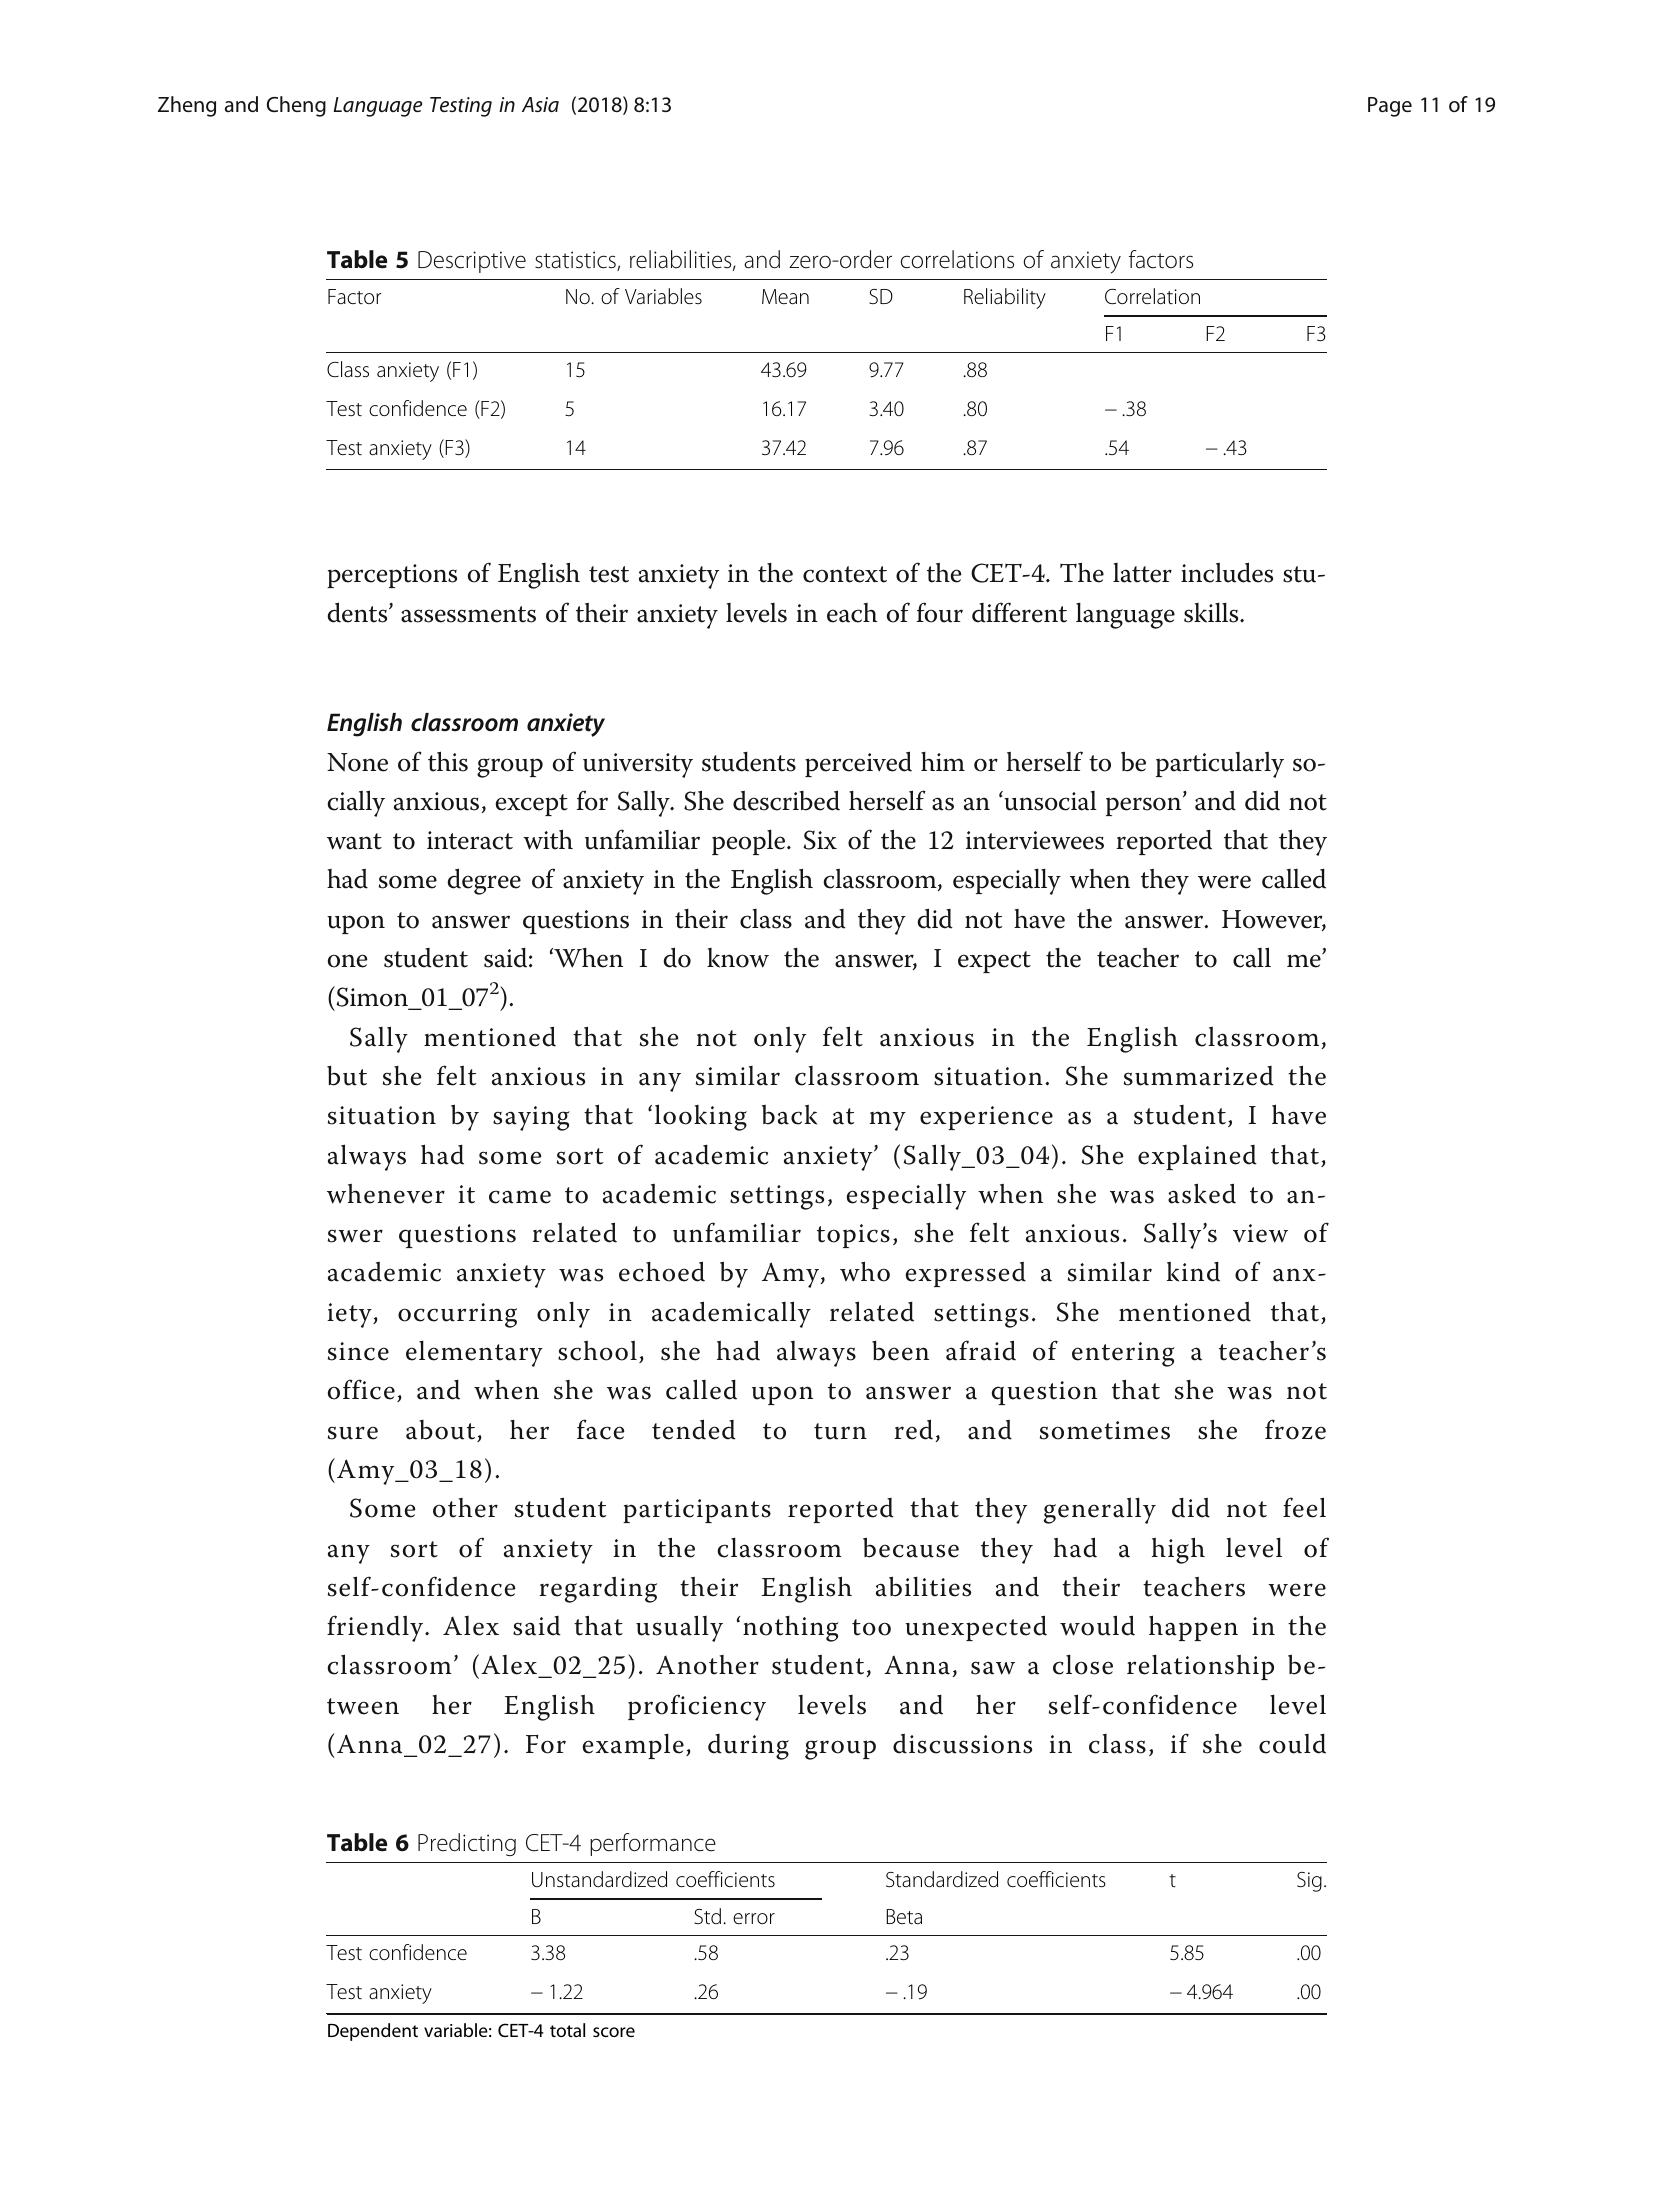 Zheng and Cheng Language Testing in Asia (2018) 8:13 Page 11 of 19
Table 5 Descriptive statistics, reliabilities, and zero-order correlations of anxiety factors
Factor No. of Variables Mean SD Reliability Correlation
F1 F2 F3
Class anxiety (F1) 15 43.69 9.77 .88
Test confidence (F2) 5 16.17 3.40 .80 − .38
Test anxiety (F3) 14 37.42 7.96 .87 .54 − .43
perceptions of English test anxiety in the context of the CET-4. The latter includes stu-
dents’ assessments of their anxiety levels in each of four different language skills.
English classroom anxiety
None of this group of university students perceived him or herself to be particularly so-
cially anxious, except for Sally. She described herself as an ‘unsocial person’ and did not
want to interact with unfamiliar people. Six of the 12 interviewees reported that they
had some degree of anxiety in the English classroom, especially when they were called
upon to answer questions in their class and they did not have the answer. However,
one student said: ‘When I do know the answer, I expect the teacher to call me’
(Simon_01_07²).
Sally mentioned that she not only felt anxious in the English classroom,
but she felt anxious in any similar classroom situation. She summarized the
situation by saying that ‘looking back at my experience as a student, I have
always had some sort of academic anxiety’ (Sally_03_04). She explained that,
whenever it came to academic settings, especially when she was asked to an-
swer questions related to unfamiliar topics, she felt anxious. Sally’s view of
academic anxiety was echoed by Amy, who expressed a similar kind of anx-
iety, occurring only in academically related settings. She mentioned that,
since elementary school, she had always been afraid of entering a teacher’s
office, and when she was called upon to answer a question that she was not
sure about, her face tended to turn red, and sometimes she froze
(Amy_03_18).
Some other student participants reported that they generally did not feel
any sort of anxiety in the classroom because they had a high level of
self-confidence regarding their English abilities and their teachers were
friendly. Alex said that usually ‘nothing too unexpected would happen in the
classroom’ (Alex_02_25). Another student, Anna, saw a close relationship be-
tween her English proficiency levels and her self-confidence level
(Anna_02_27). For example, during group discussions in class, if she could
Table 6 Predicting CET-4 performance
Unstandardized coefficients Standardized coefficients t Sig.
B Std. error Beta
Test confidence 3.38 .58 .23 5.85 .00
Test anxiety − 1.22 .26 − .19 − 4.964 .00
Dependent variable: CET-4 total score